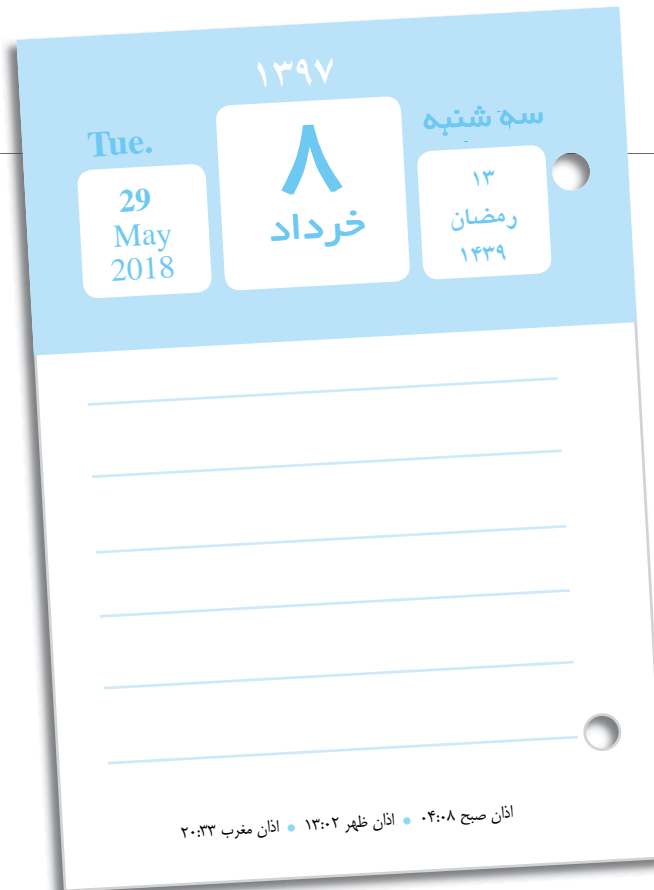 ۱۳۹۷
سه شنبه
۱۳
رمضان
۱۴۳۹
۸
خرداد
Tue.
29
May
2018
اذان صبح ۰۴:۰۸ • اذان ظهر ۱۳:۰۲ • اذان مغرب ۲۰:۳۳